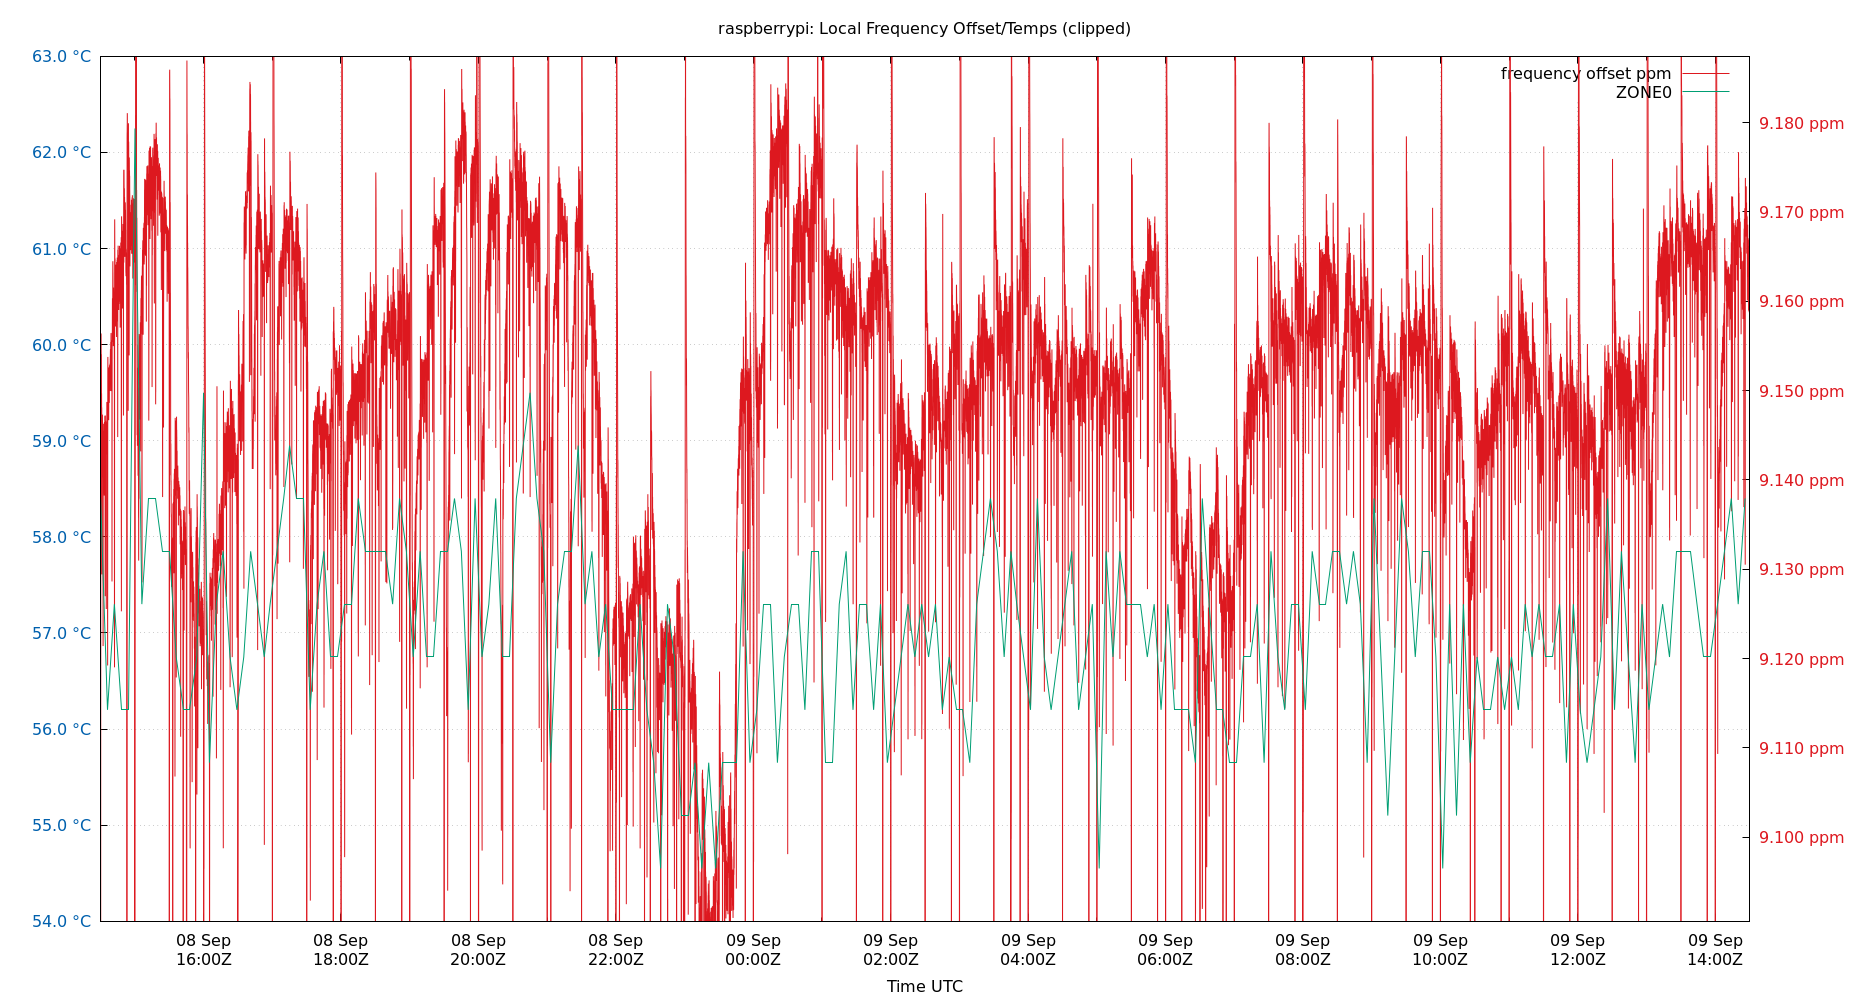 raspberrypi: Local Frequency Offset/Temps (clipped)
frequency offset ppm
ZONE0
63.0 °C
62.0 °C
61.0 °C
60.0 °C
59.0 °C
58.0 °C
57.0 °C
56.0 °C
55.0 °C
54.0 °C
9.180 ppm
9.170 ppm
9.160 ppm
9.150 ppm
9.140 ppm
9.130 ppm
9.120 ppm
9.110 ppm
9.100 ppm
08 Sep
16:00Z
08 Sep
18:00Z
08 Sep
20:00Z
08 Sep
22:00Z
09 Sep
00:00Z
09 Sep
02:00Z
09 Sep
04:00Z
09 Sep
06:00Z
09 Sep
08:00Z
09 Sep
10:00Z
09 Sep
12:00Z
09 Sep
14:00Z
Time UTC